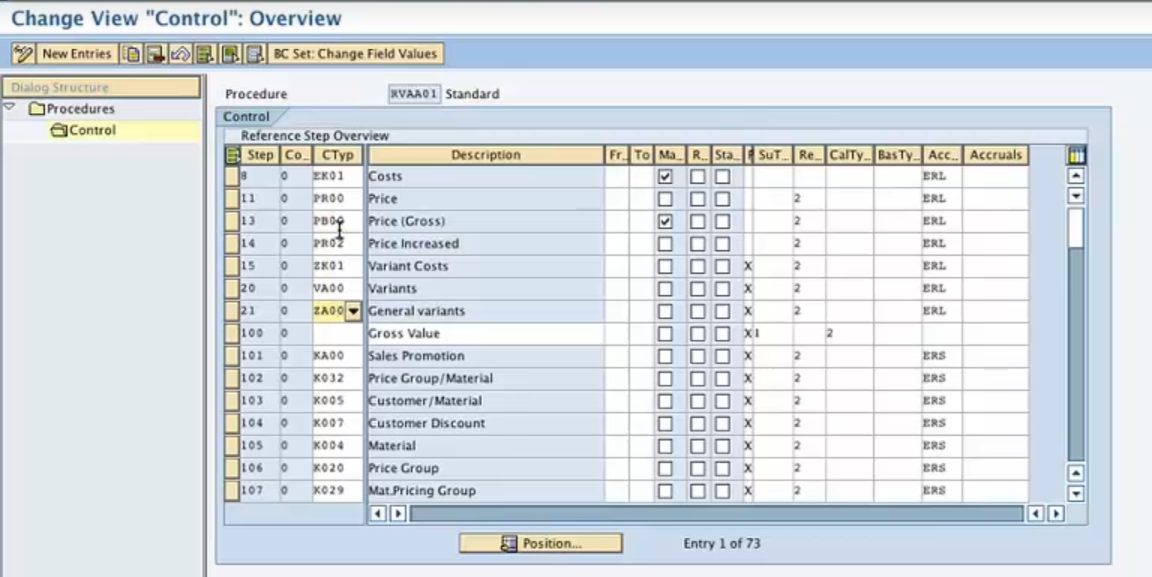 Change View "Control": Overview
New Entries BC Set: Change Field Values
Dialog Structure
Procedures
Control
Procedure RVAA01 Standard
Control
Reference Step Overview
Step Co.. CTyp Description Fr.. To Ma.. R.. Sta.. SuT.. Re.. CalTy.. BasTy.. Acc.. Accruals
8 0 EK01 Costs ERL
11 0 PR00 Price 2 ERL
13 0 PB00 Price (Gross) 2 ERL
14 0 PR02 Price Increased 2 ERL
15 0 ZK01 Variant Costs X 2 ERL
20 0 VA00 Variants X 2 ERL
21 0 ZA00 General variants X 2 ERL
100 0 Gross Value X 1 2
101 0 KA00 Sales Promotion X 2 ERS
102 0 K032 Price Group/Material X 2 ERS
103 0 K005 Customer/Material X 2 ERS
104 0 K007 Customer Discount X 2 ERS
105 0 K004 Material X 2 ERS
106 0 K020 Price Group X 2 ERS
107 0 K029 Mat.Pricing Group X 2 ERS
Position... Entry 1 of 73